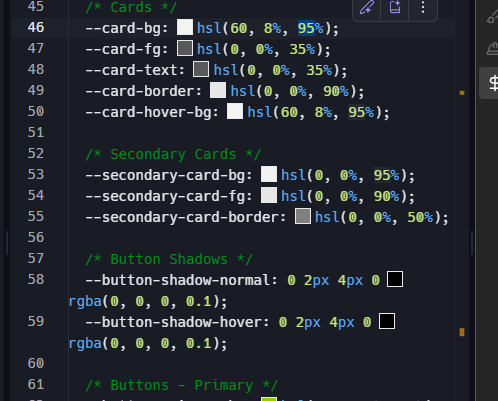 45 /* Cards */
46 --card-bg: hsl(60, 8%, 95%);
47 --card-fg: hsl(0, 0%, 35%);
48 --card-text: hsl(0, 0%, 35%);
49 --card-border: hsl(0, 0%, 90%);
50 --card-hover-bg: hsl(60, 8%, 95%);
51
52 /* Secondary Cards */
53 --secondary-card-bg: hsl(0, 0%, 95%);
54 --secondary-card-fg: hsl(0, 0%, 90%);
55 --secondary-card-border: hsl(0, 0%, 50%);
56
57 /* Button Shadows */
58 --button-shadow-normal: 0 2px 4px 0
rgba(0, 0, 0, 0.1);
59 --button-shadow-hover: 0 2px 4px 0
rgba(0, 0, 0, 0.1);
60
61 /* Buttons - Primary */